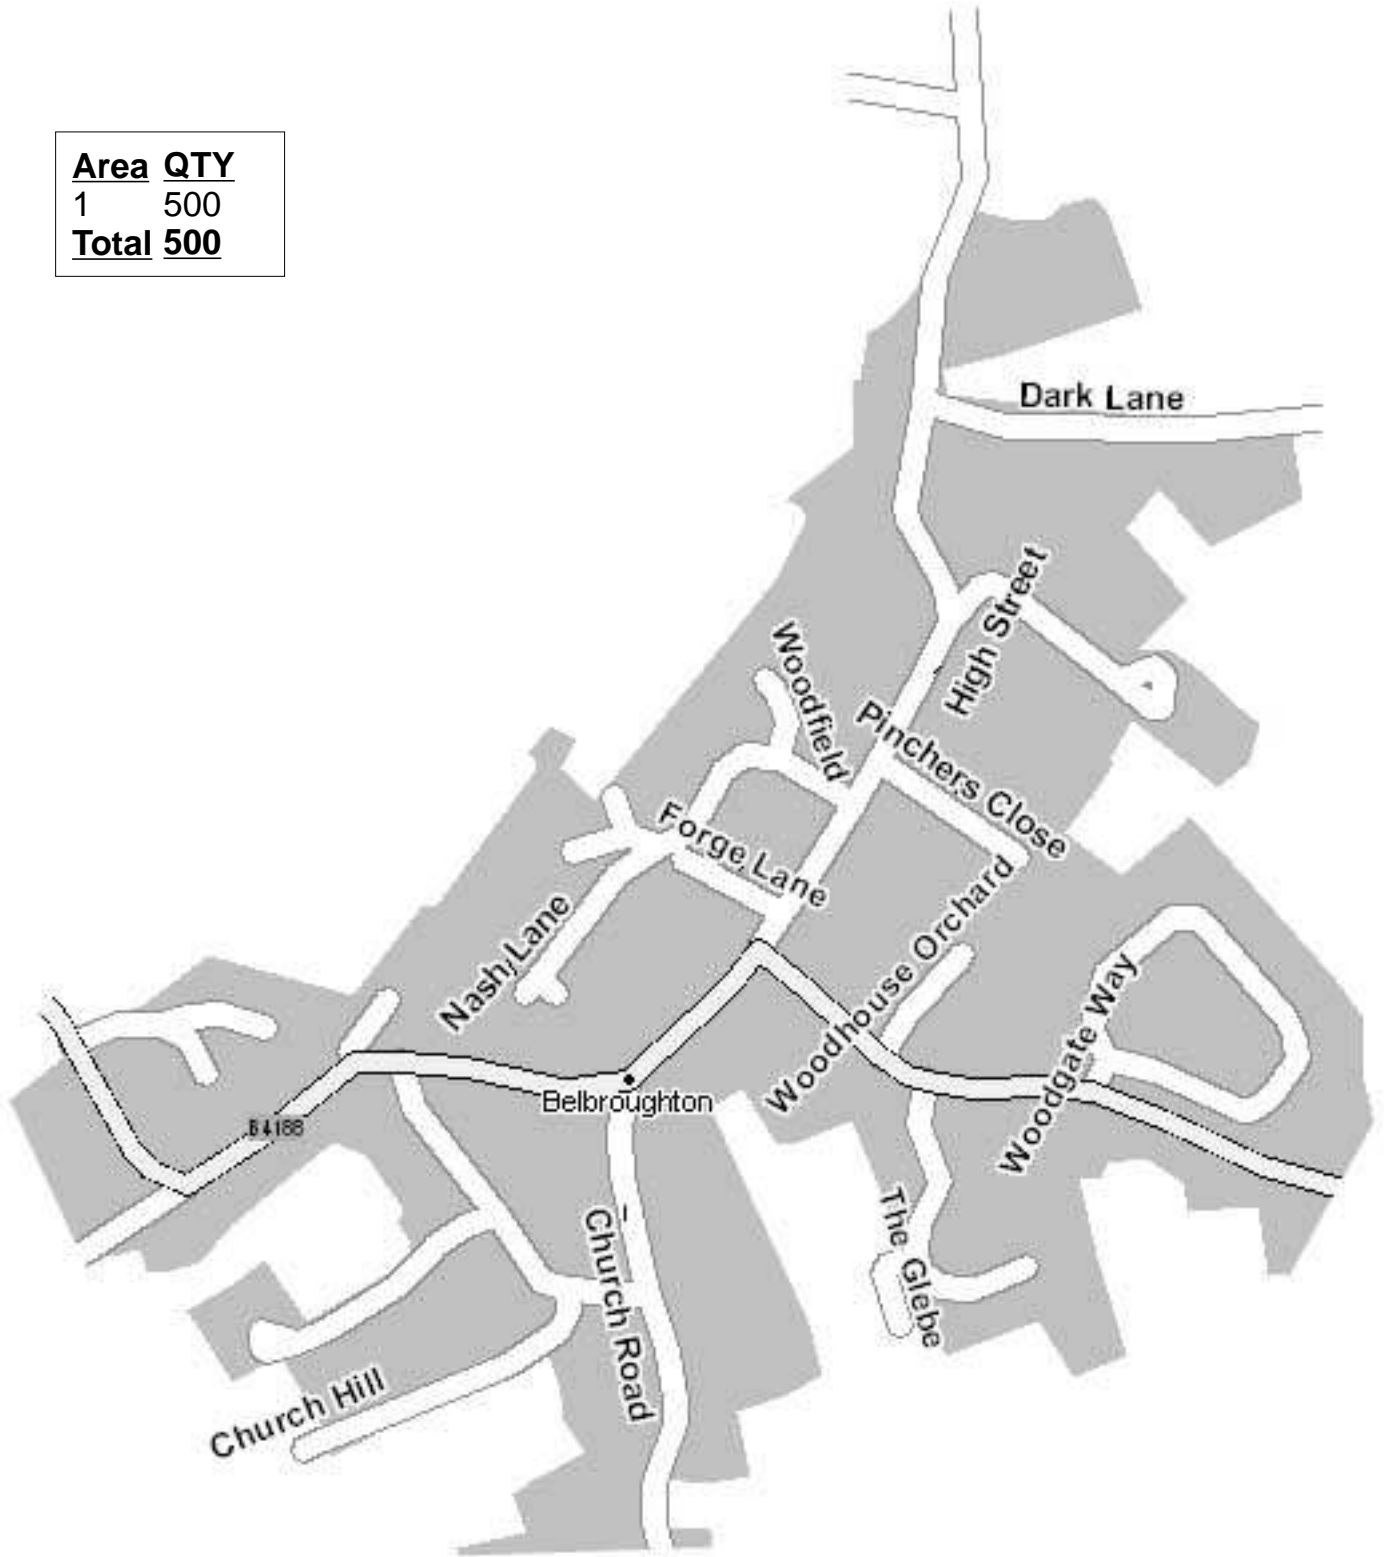 Area QTY
1 500
Total 500
Dark Lane
High Street
Woodfield
Pinchers Close
Forge Lane
Woodhouse Orchard
Nash Lane
Woodgate Way
Belbroughton
B4188
The Glebe
Church Road
Church Hill